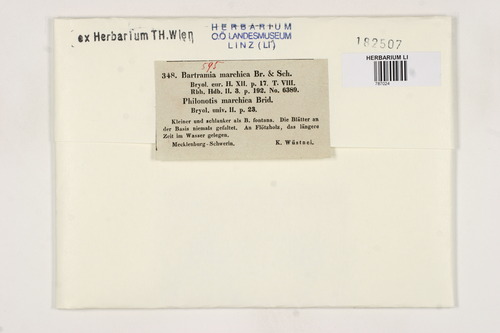 ex Herbarium TH.Wien
HERBARIUM
O.Ö. LANDESMUSEUM
LINZ (LI)
182507
HERBARIUM LI
787024
595
348. Bartramia marchica Br. & Sch.
Bryol. eur. H. XII. p. 17. T. VIII.
Rbh. Hdb. II. 3. p. 192. No. 6389.
Philonotis marchica Brid.
Bryol. univ. II. p. 23.
Kleiner und schlanker als B. fontana. Die Blätter an
der Basis niemals gefaltet. An Flötzholz, das längere
Zeit im Wasser gelegen.
Mecklenburg-Schwerin. K. Wüstnei.